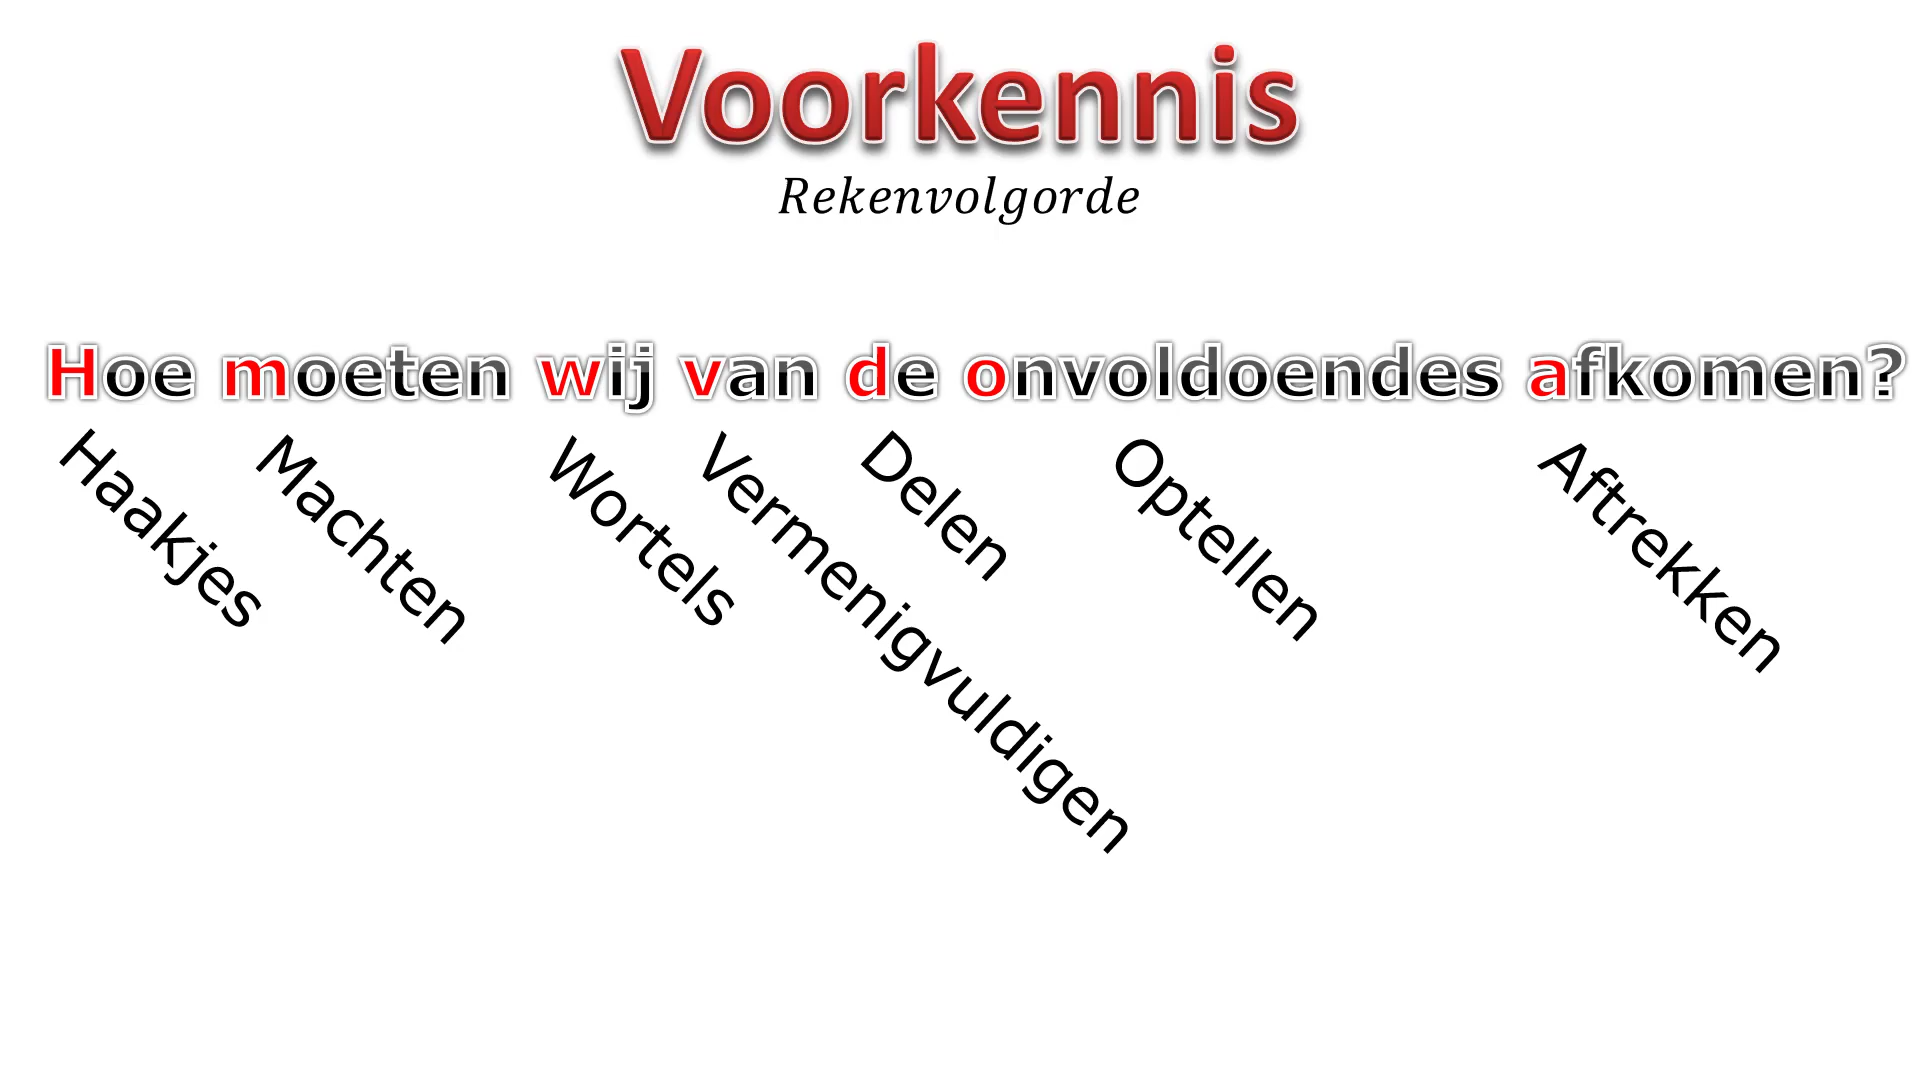 Voorkennis
Rekenvolgorde
Hoe moeten wij van de onvoldoendes afkomen?
Haakjes
Machten
Wortels
Vermenigvuldigen
Delen
Optellen
Aftrekken